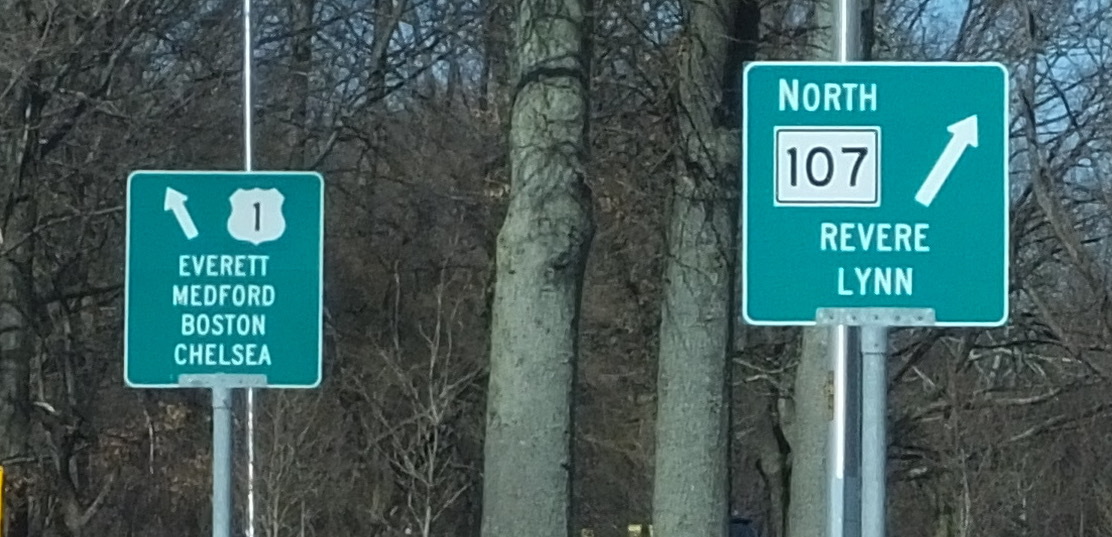 1
EVERETT
MEDFORD
BOSTON
CHELSEA
NORTH
107
REVERE
LYNN